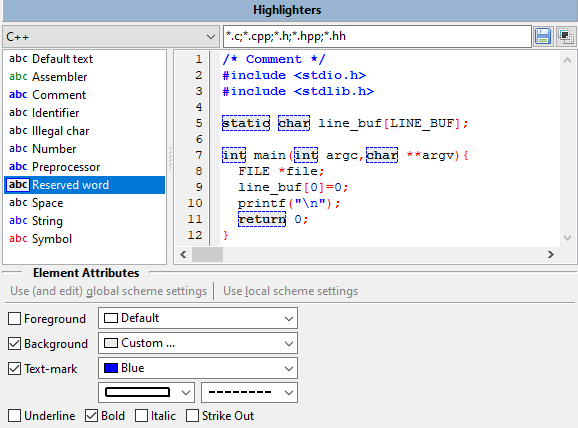 Highlighters
C++
*.c;*.cpp;*.h;*.hpp;*.hh
abc Default text
abc Assembler
abc Comment
abc Identifier
abc Illegal char
abc Number
abc Preprocessor
abc Reserved word
abc Space
abc String
abc Symbol
1 /* Comment */
2 #include <stdio.h>
3 #include <stdlib.h>
4
5 static char line_buf[LINE_BUF];
6
7 int main(int argc,char **argv){
8 FILE *file;
9 line_buf[0]=0;
10 printf("\n");
11 return 0;
12 }
Element Attributes
Use (and edit) global scheme settings
Use local scheme settings
Foreground Default
Background Custom ...
Text-mark Blue
Underline Bold Italic Strike Out